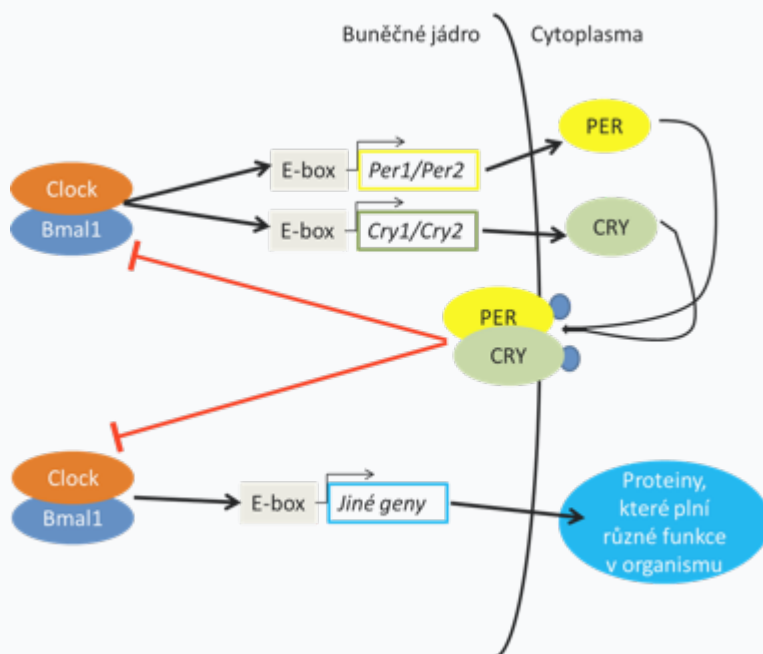 Buněčné jádro
Cytoplasma
PER
E-box
Per1/Per2
Clock
Bmal1
E-box
Cry1/Cry2
CRY
PER
CRY
Clock
Bmal1
E-box
Jiné geny
Proteiny,
které plní
různé funkce
v organismu